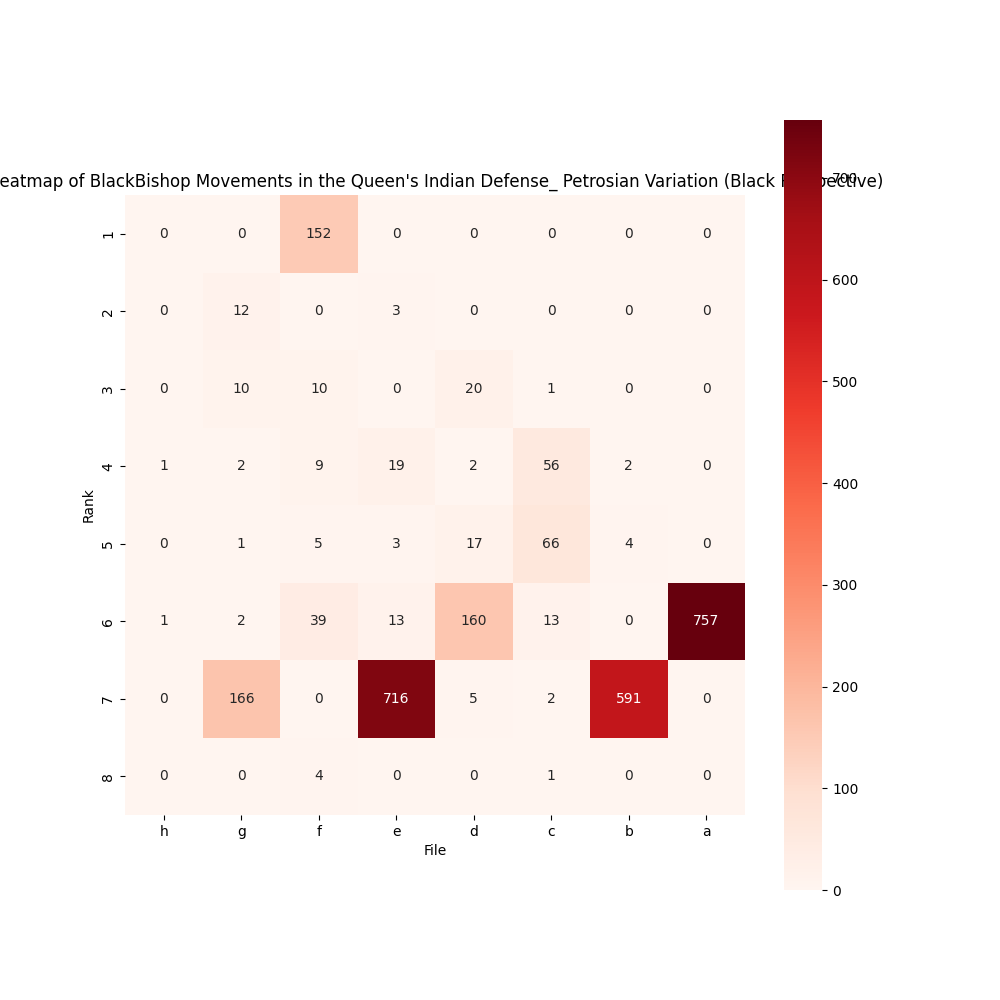 eatmap of BlackBishop Movements in the Queen's Indian Defense_ Petrosian Variation (Black
700
600
500
400
300
200
100
0
Rank
1 0 0 152 0 0 0 0 0
2 0 12 0 3 0 0 0 0
3 0 10 10 0 20 1 0 0
4 1 2 9 19 2 56 2 0
5 0 1 5 3 17 66 4 0
6 1 2 39 13 160 13 0 757
7 0 166 0 716 5 2 591 0
8 0 0 4 0 0 1 0 0
h g f e d c b a
File